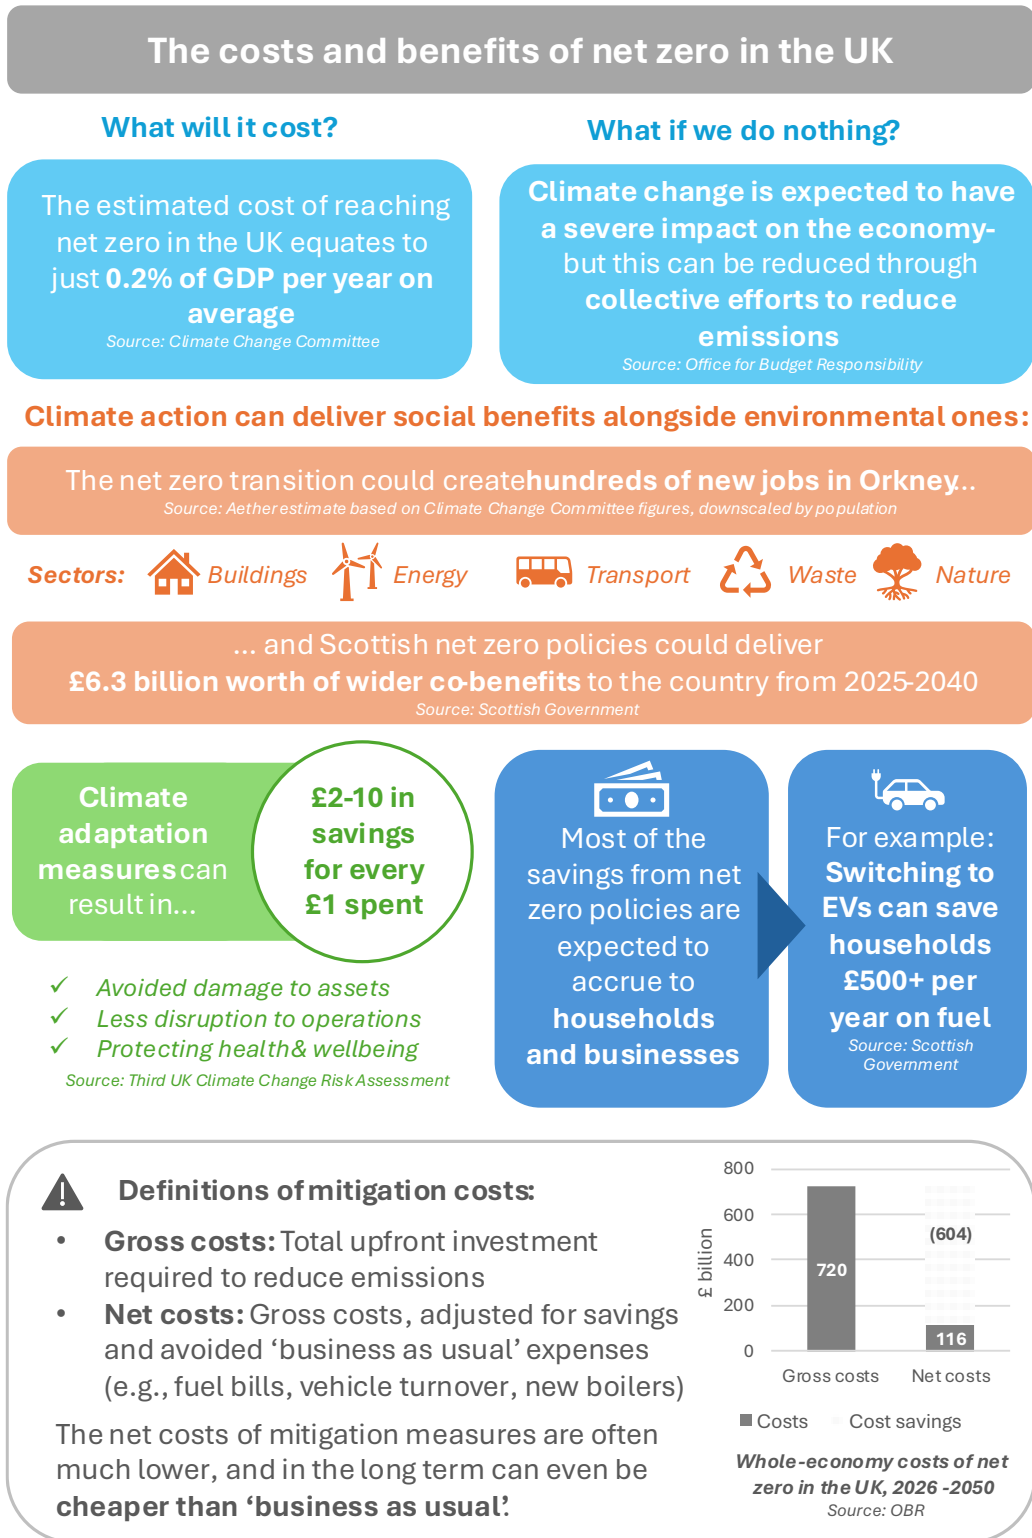 The costs and benefits of net zero in the UK
What will it cost?
The estimated cost of reaching
net zero in the UK equates to
just 0.2% of GDP per year on
average
Source: Climate Change Committee
What if we do nothing?
Climate change is expected to have
a severe impact on the economy-
but this can be reduced through
collective efforts to reduce
emissions
Source: Office for Budget Responsibility
Climate action can deliver social benefits alongside environmental ones:
The net zero transition could create hundreds of new jobs in Orkney...
Source: Aether estimate based on Climate Change Committee figures, downscaled by population
Sectors:
Buildings
Energy
Transport
Waste
Nature
... and Scottish net zero policies could deliver
£6.3 billion worth of wider co-benefits to the country from 2025-2040
Source: Scottish Government
Climate
adaptation
measures can
result in...
£2-10 in
savings
for every
£1 spent
✓ Avoided damage to assets
✓ Less disruption to operations
✓ Protecting health & wellbeing
Source: Third UK Climate Change Risk Assessment
Most of the
savings from net
zero policies are
expected to
accrue to
households
and businesses
For example:
Switching to
EVs can save
households
£500+ per
year on fuel
Source: Scottish
Government
Definitions of mitigation costs:
• Gross costs: Total upfront investment
required to reduce emissions
• Net costs: Gross costs, adjusted for savings
and avoided ‘business as usual’ expenses
(e.g., fuel bills, vehicle turnover, new boilers)
The net costs of mitigation measures are often
much lower, and in the long term can even be
cheaper than ‘business as usual’.
£ billion
800
600
400
200
0
720
(604)
116
Gross costs
Net costs
Costs
Cost savings
Whole-economy costs of net
zero in the UK, 2026 -2050
Source: OBR